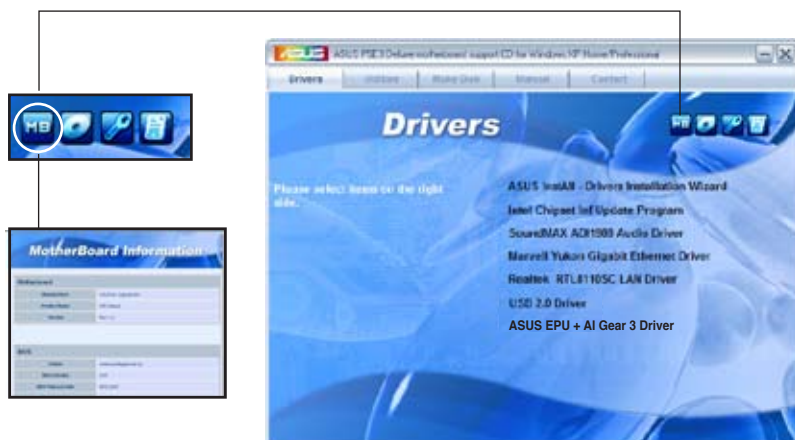 ASUS P5E3 Deluxe motherboard support CD for Windows XP Home/Professional
Drivers
Utilities
Make Disk
Manual
Contact
MB
Drivers
MB
Please select items on the right side.
ASUS InstAll - Drivers Installation Wizard
Intel Chipset Inf Update Program
SoundMAX ADI1988 Audio Driver
Marvell Yukon Gigabit Ethernet Driver
Realtek RTL8110SC LAN Driver
USB 2.0 Driver
ASUS EPU + AI Gear 3 Driver
MotherBoard Information
Motherboard
BIOS